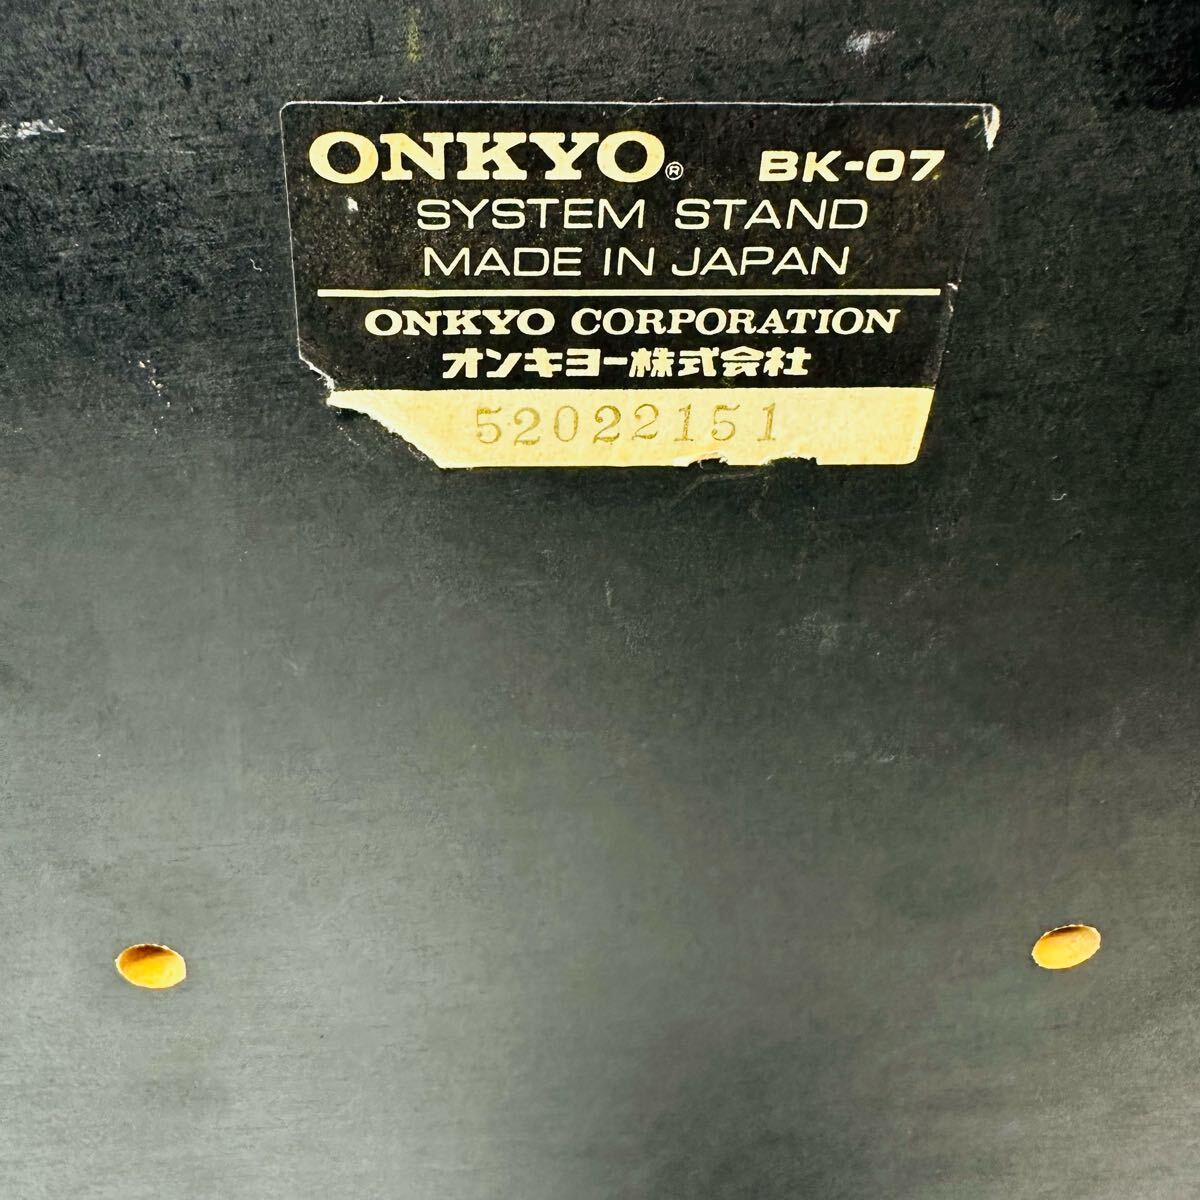 ONKYO® BK-07
SYSTEM STAND
MADE IN JAPAN
ONKYO CORPORATION
オンキヨー株式会社
52022151